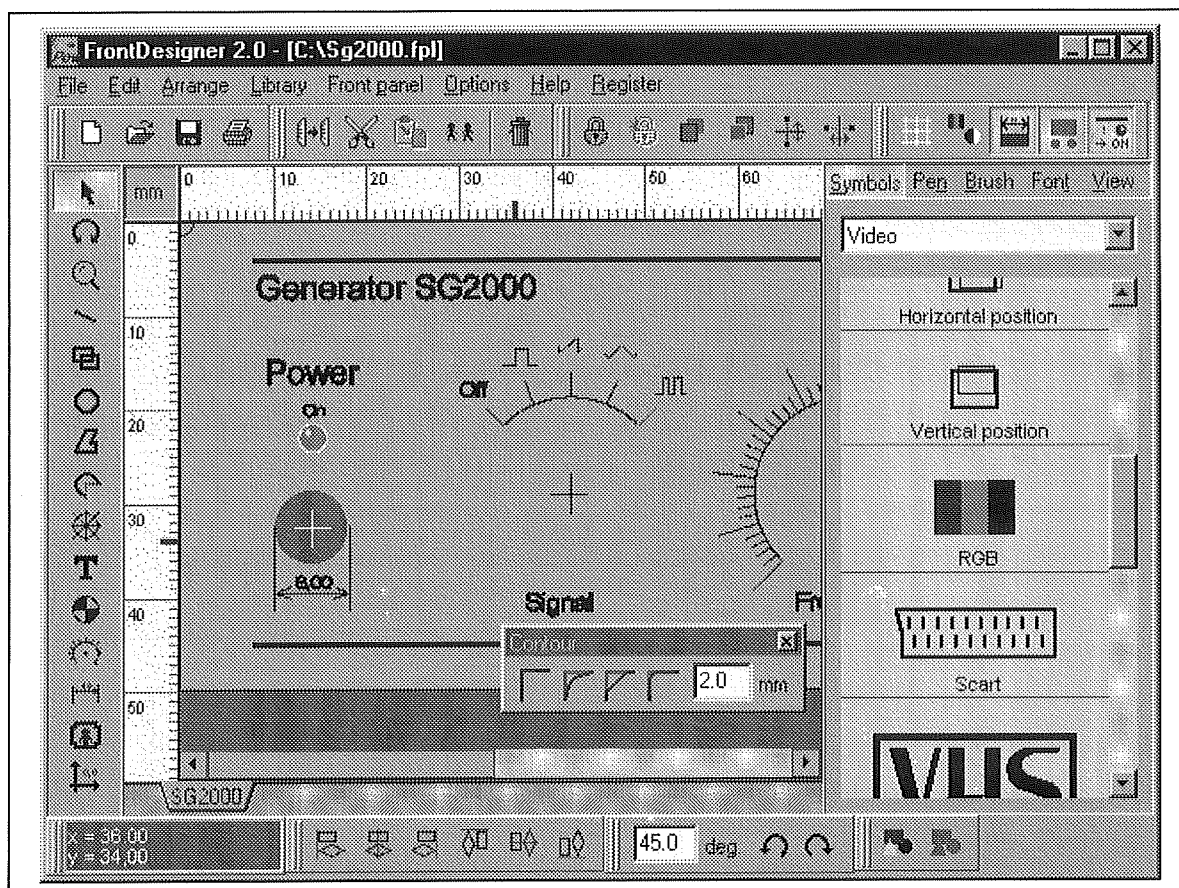 FrontDesigner 2.0 - [C:\Sg2000.fpl]
File Edit Arrange Library Front panel Options Help Register
ON
mm 0 10 20 30 40 50 60
Symbols Pen Brush Font View
Video
0
Generator SG2000
Horizontal position
10
Power
Off
On
20
Vertical position
30
RGB
8,00
40
Signal
Fr
Contour
2.0 mm
Scart
50
VHS
SG2000
x = 36.00
y = 34.00
45.0 deg